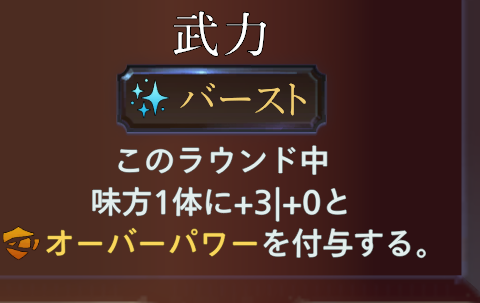 武力
バースト
このラウンド中
味方1体に+3|+0と
オーバーパワーを付与する。